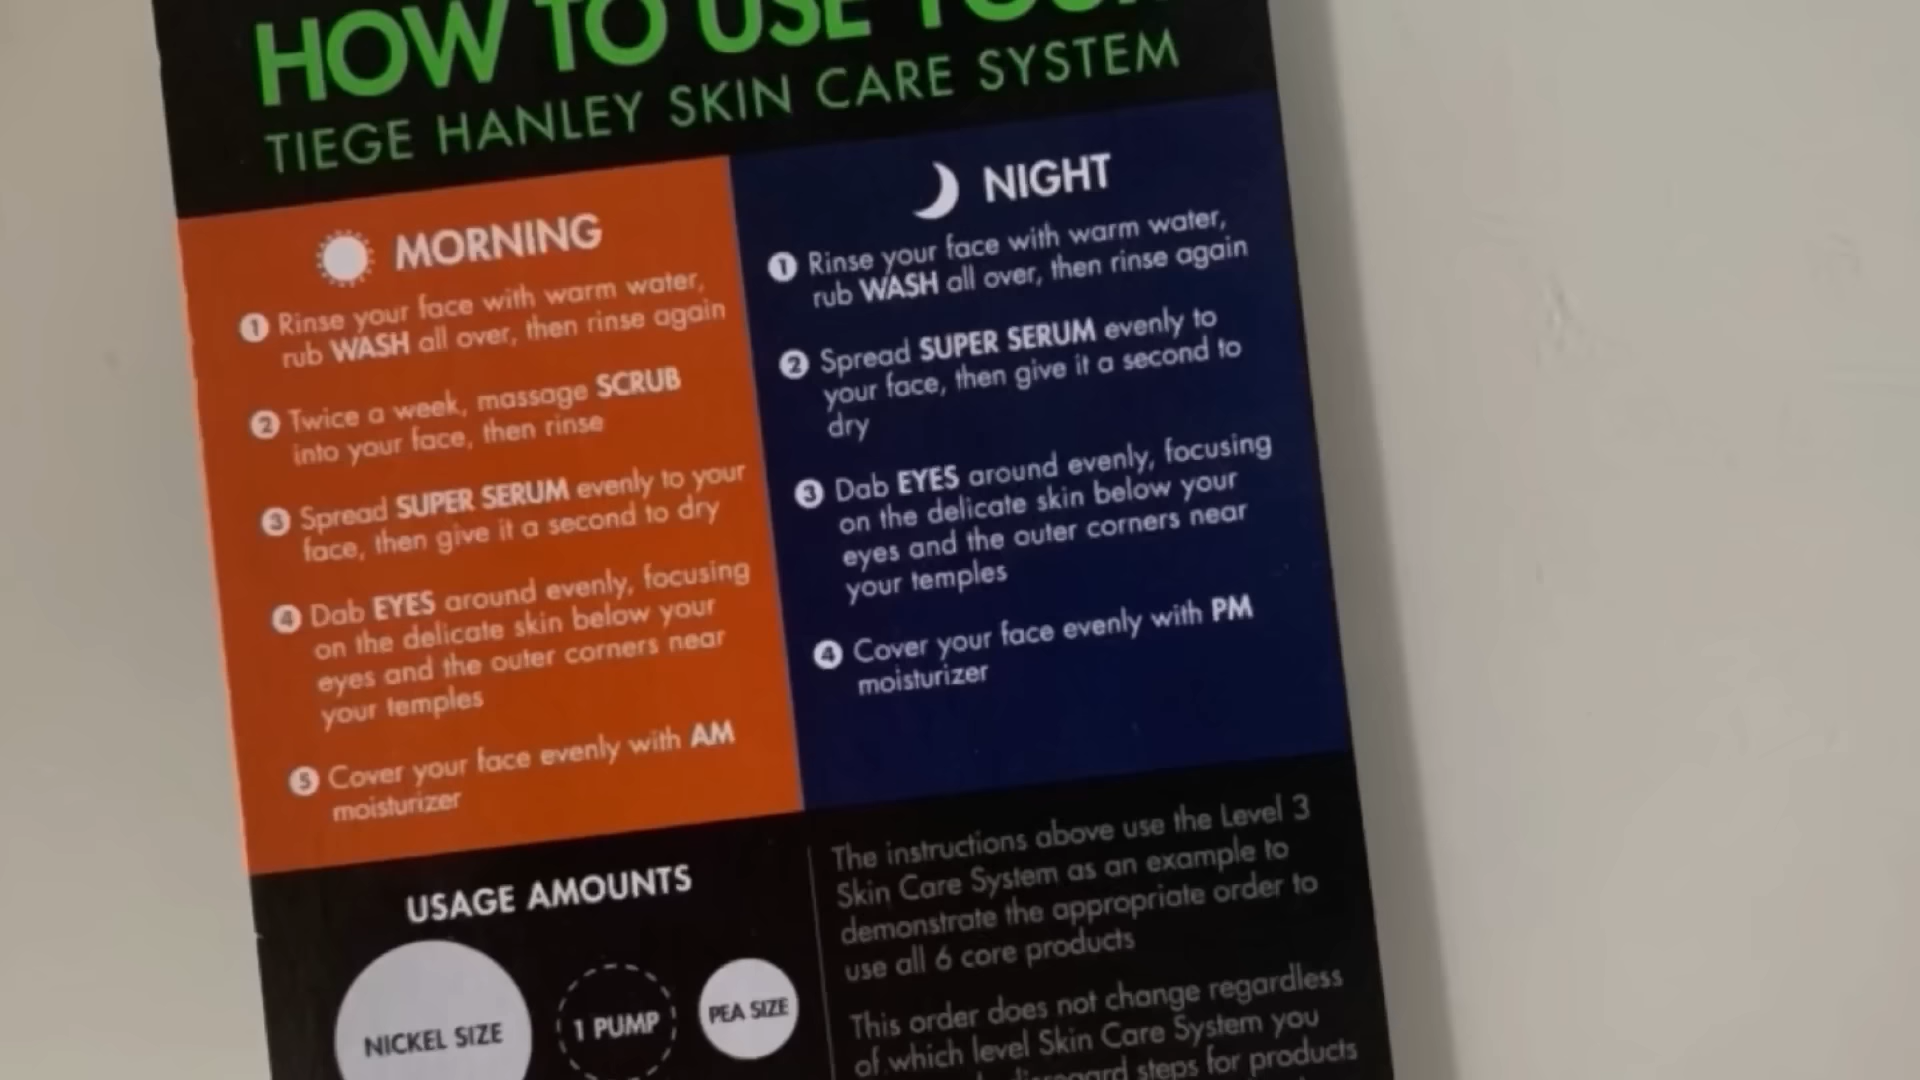 HOW TO USE YOUR
TIEGE HANLEY SKIN CARE SYSTEM
MORNING
1 Rinse your face with warm water,
rub WASH all over, then rinse again
2 Twice a week, massage SCRUB
into your face, then rinse
3 Spread SUPER SERUM evenly to your
face, then give it a second to dry
4 Dab EYES around evenly, focusing
on the delicate skin below your
eyes and the outer corners near
your temples
5 Cover your face evenly with AM
moisturizer
NIGHT
1 Rinse your face with warm water,
rub WASH all over, then rinse again
2 Spread SUPER SERUM evenly to
your face, then give it a second to
dry
3 Dab EYES around evenly, focusing
on the delicate skin below your
eyes and the outer corners near
your temples
4 Cover your face evenly with PM
moisturizer
USAGE AMOUNTS
NICKEL SIZE
1 PUMP
PEA SIZE
The instructions above use the Level 3
Skin Care System as an example to
demonstrate the appropriate order to
use all 6 core products
This order does not change regardless
of which level Skin Care System you
disregard steps for products